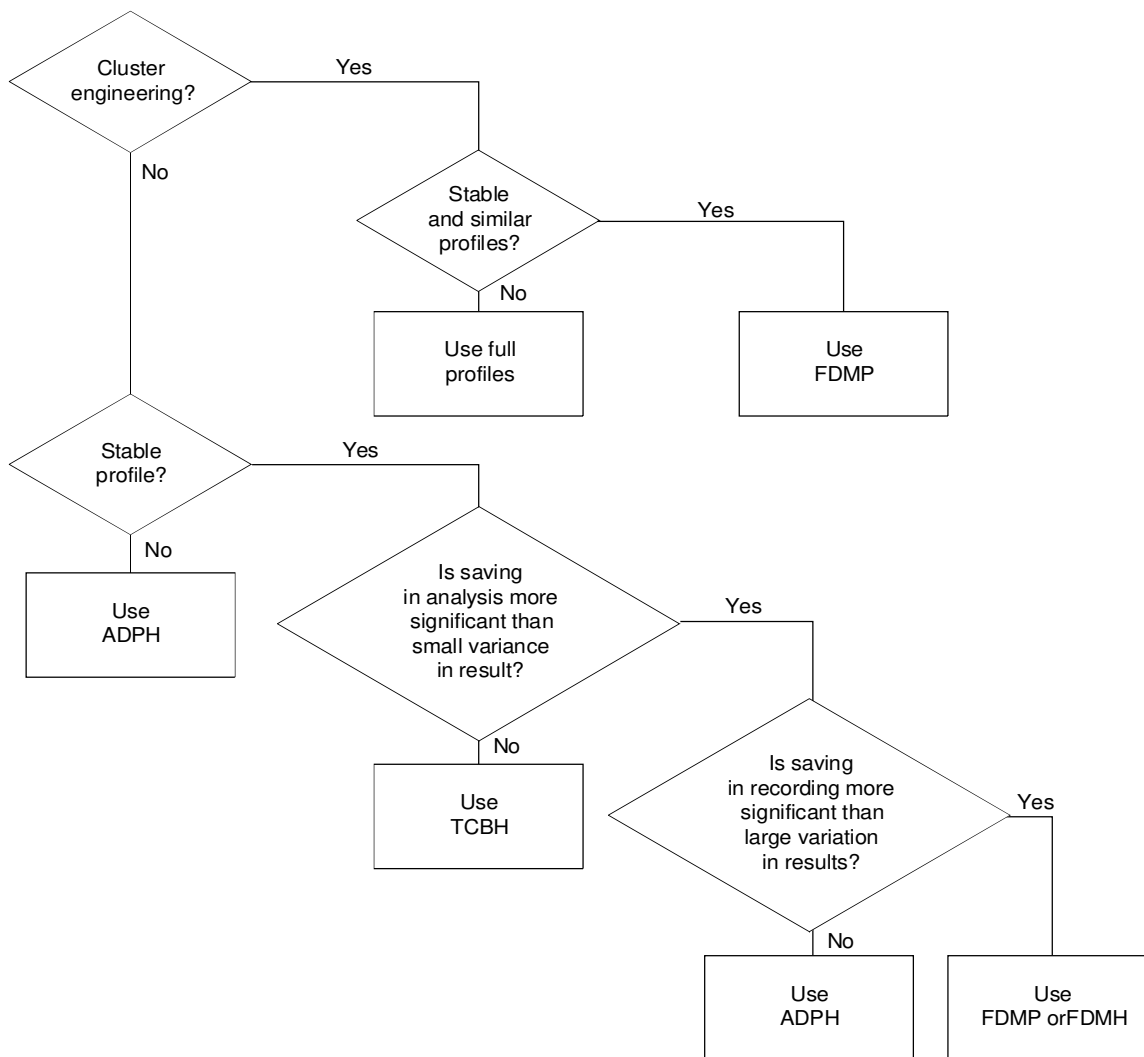 Cluster
engineering?
Yes
No
Stable
and similar
profiles?
Yes
No
Use full
profiles
Use
FDMP
Stable
profile?
Yes
No
Use
ADPH
Is saving
in analysis more
significant than
small variance
in result?
Yes
No
Use
TCBH
Is saving
in recording more
significant than
large variation
in results?
Yes
No
Use
ADPH
Use
FDMP orFDMH